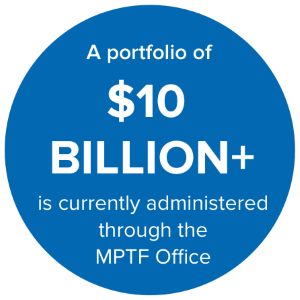 A portfolio of
$10
BILLION+
is currently administered
through the
MPTF Office